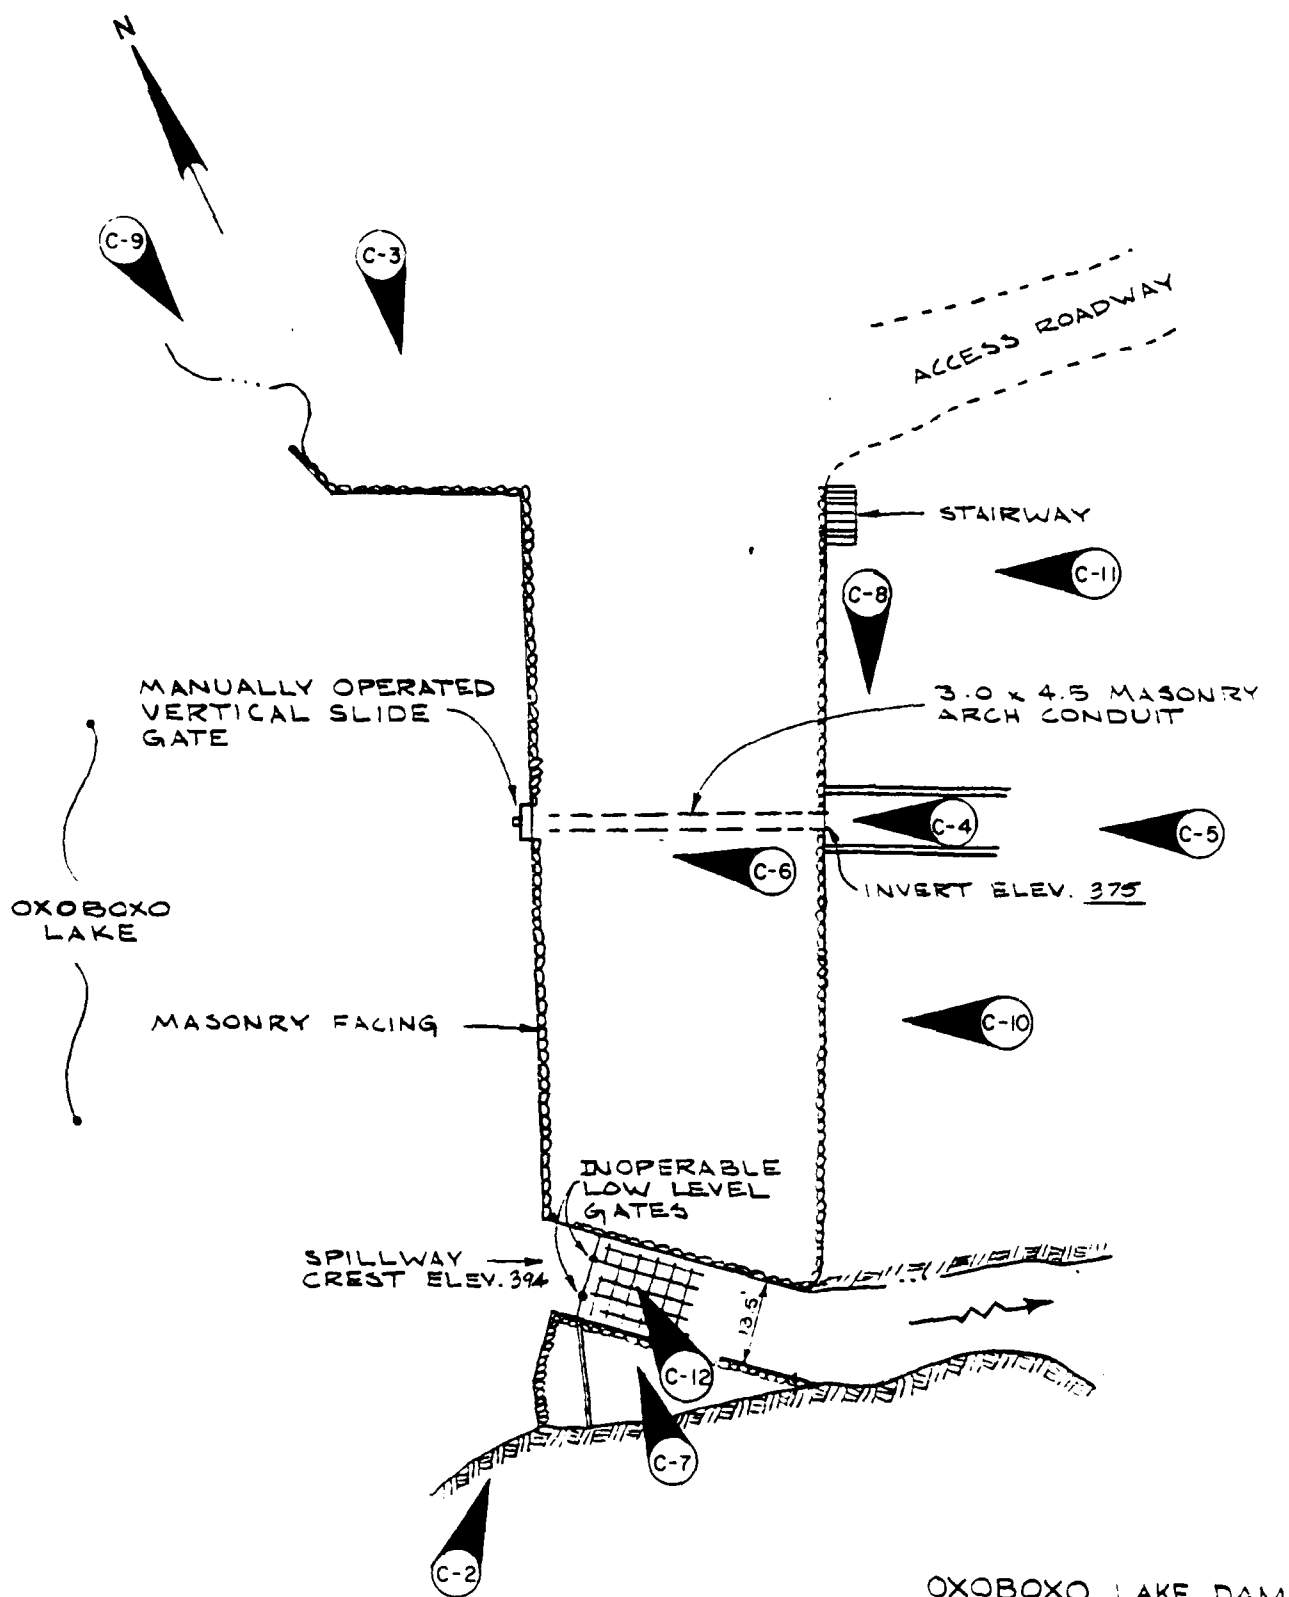 N
C-9
C-3
ACCESS ROADWAY
STAIRWAY
C-11
C-8
MANUALLY OPERATED
VERTICAL SLIDE
GATE
3.0 x 4.5 MASONRY
ARCH CONDUIT
C-4
C-5
C-6
INVERT ELEV. 375
OXOBOXO
LAKE
MASONRY FACING
C-10
INOPERABLE
LOW LEVEL
GATES
SPILLWAY
CREST ELEV. 394
13.5'
C-12
C-7
C-2
OXOBOXO LAKE DAM